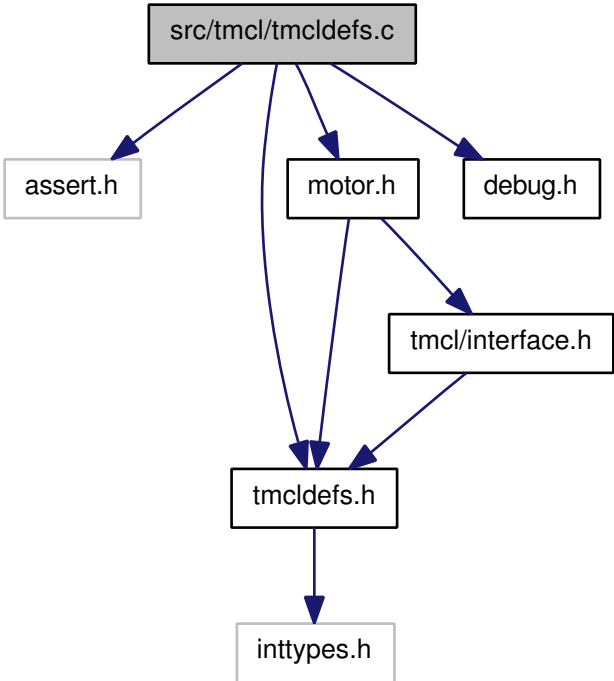 src/tmcl/tmcldefs.c
assert.h
motor.h
debug.h
tmcl/interface.h
tmcldefs.h
inttypes.h